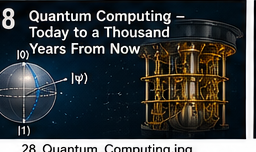 8
Quantum Computing –
Today to a Thousand
Years From Now
|0⟩
|ψ⟩
|1⟩
28. Quantum Computing.jpg